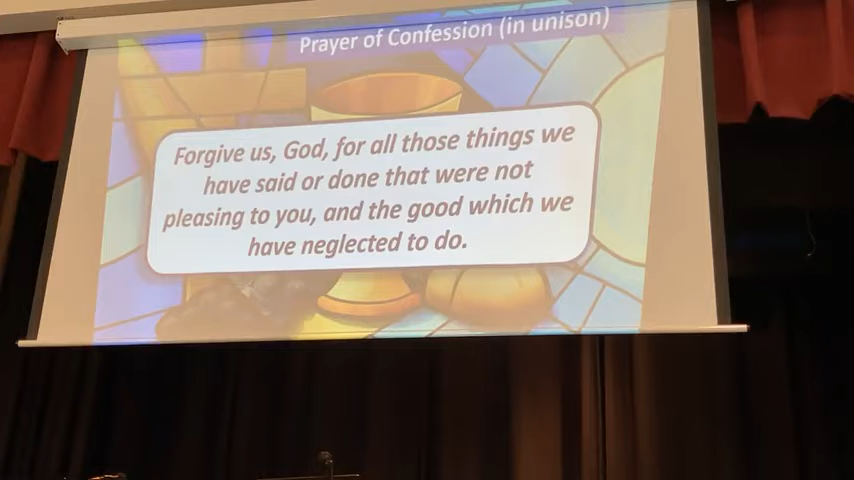 Prayer of Confession (in unison)
Forgive us, God, for all those things we
have said or done that were not
pleasing to you, and the good which we
have neglected to do.